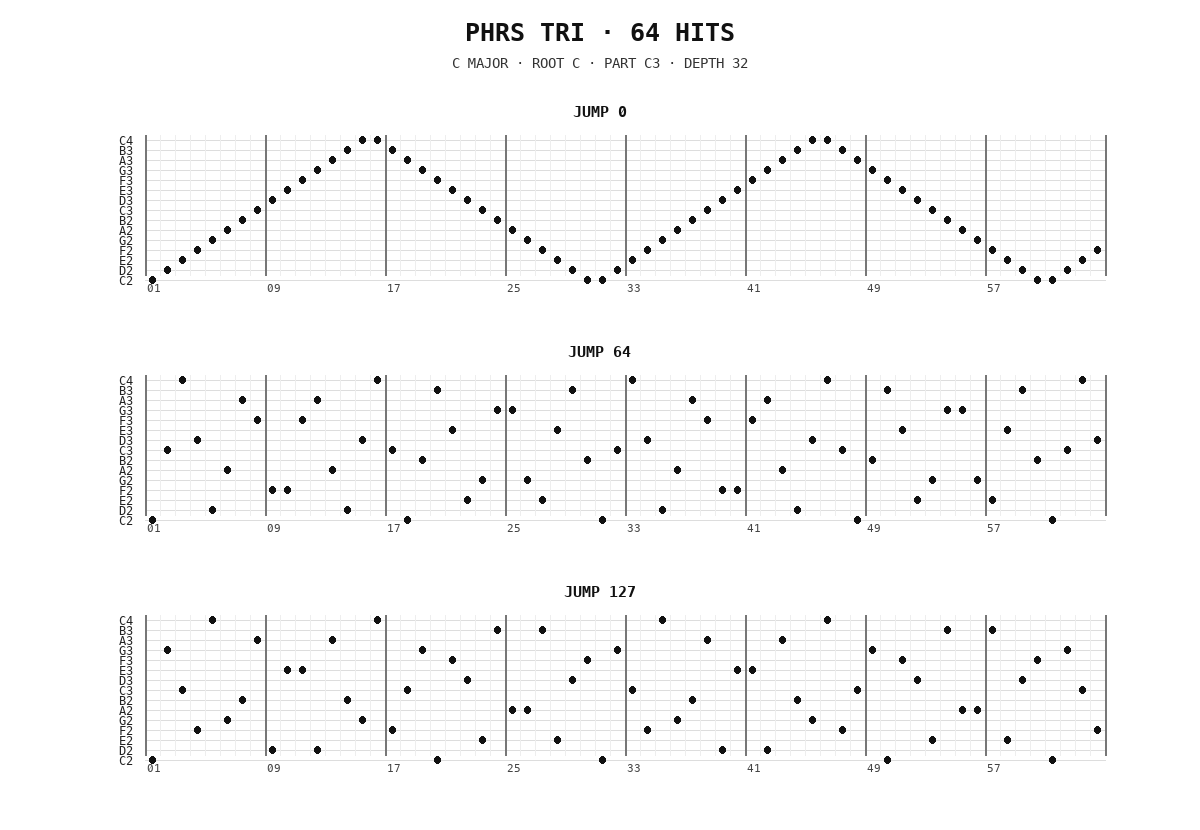 PHRS TRI · 64 HITS
C MAJOR · ROOT C · PART C3 · DEPTH 32
JUMP 0
C4
B3
A3
G3
F3
E3
D3
C3
B2
A2
G2
F2
E2
D2
C2
01 09 17 25 33 41 49 57
JUMP 64
C4
B3
A3
G3
F3
E3
D3
C3
B2
A2
G2
F2
E2
D2
C2
01 09 17 25 33 41 49 57
JUMP 127
C4
B3
A3
G3
F3
E3
D3
C3
B2
A2
G2
F2
E2
D2
C2
01 09 17 25 33 41 49 57